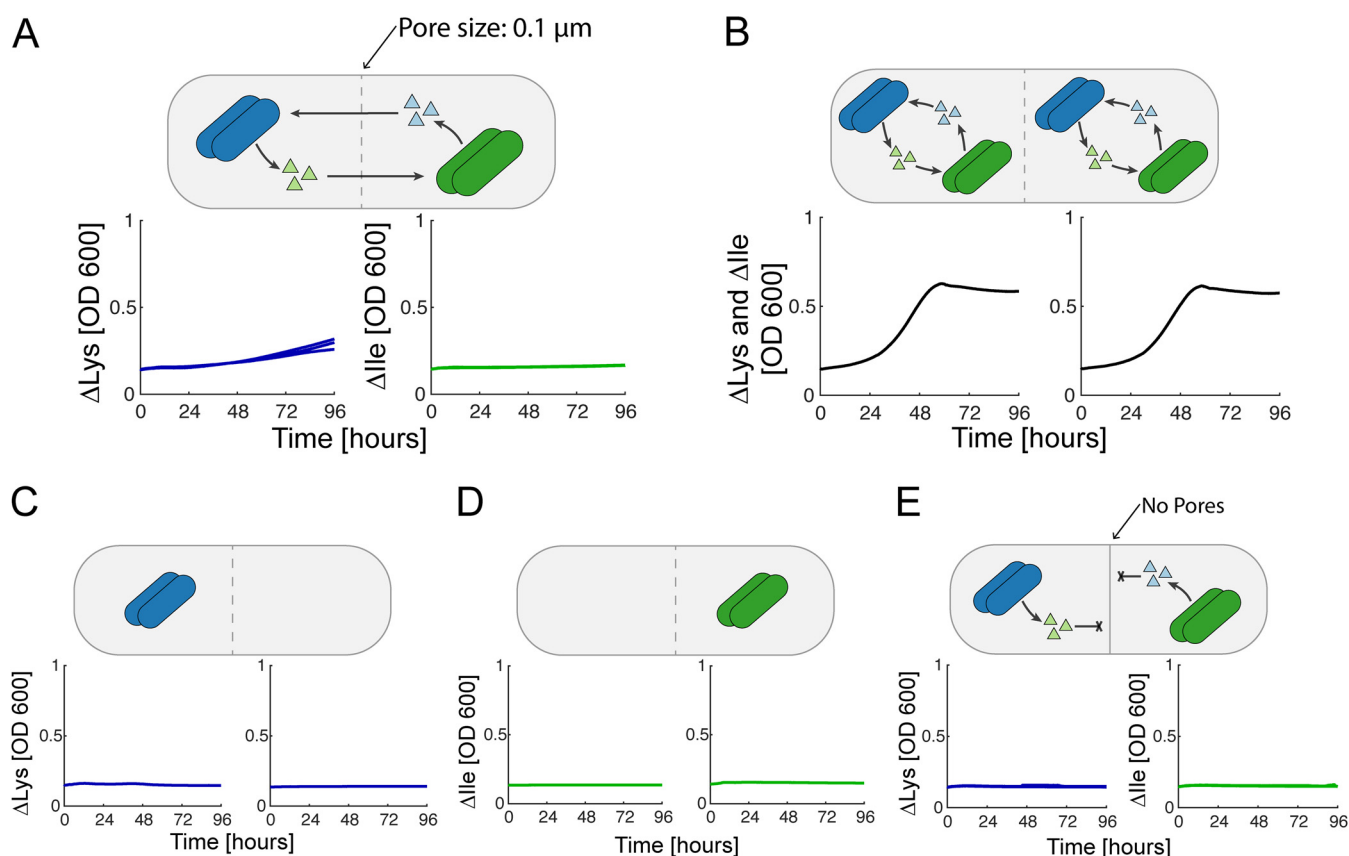 A
Pore size: 0.1 µm
ΔLys [OD 600]
1
0.5
0
0 24 48 72 96
ΔIle [OD 600]
1
0.5
0
0 24 48 72 96
Time [hours]
B
ΔLys and ΔIle
[OD 600]
1
0.5
0
0 24 48 72 96
1
0.5
0
0 24 48 72 96
Time [hours]
C
ΔLys [OD 600]
1
0.5
0
0 24 48 72 96
1
0.5
0
0 24 48 72 96
Time [hours]
D
ΔIle [OD 600]
1
0.5
0
0 24 48 72 96
1
0.5
0
0 24 48 72 96
Time [hours]
E
No Pores
ΔLys [OD 600]
1
0.5
0
0 24 48 72 96
ΔIle [OD 600]
1
0.5
0
0 24 48 72 96
Time [hours]